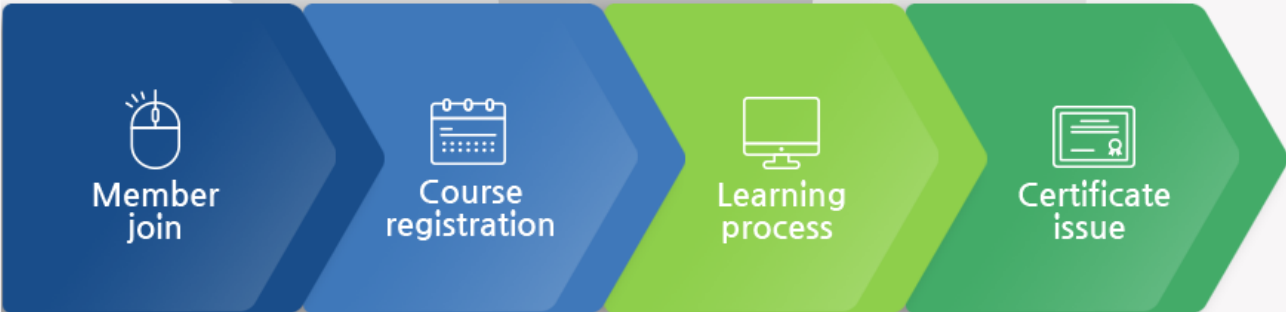 Member
join
Course
registration
Learning
process
Certificate
issue